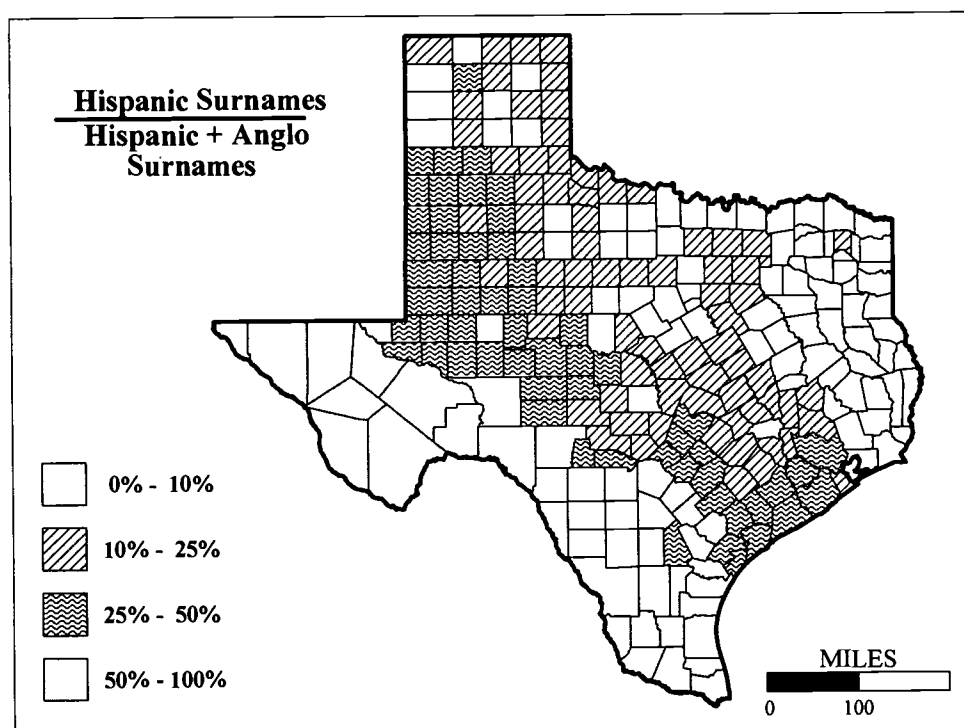 Hispanic Surnames
Hispanic + Anglo
Surnames
0% - 10%
10% - 25%
25% - 50%
50% - 100%
MILES
0 100